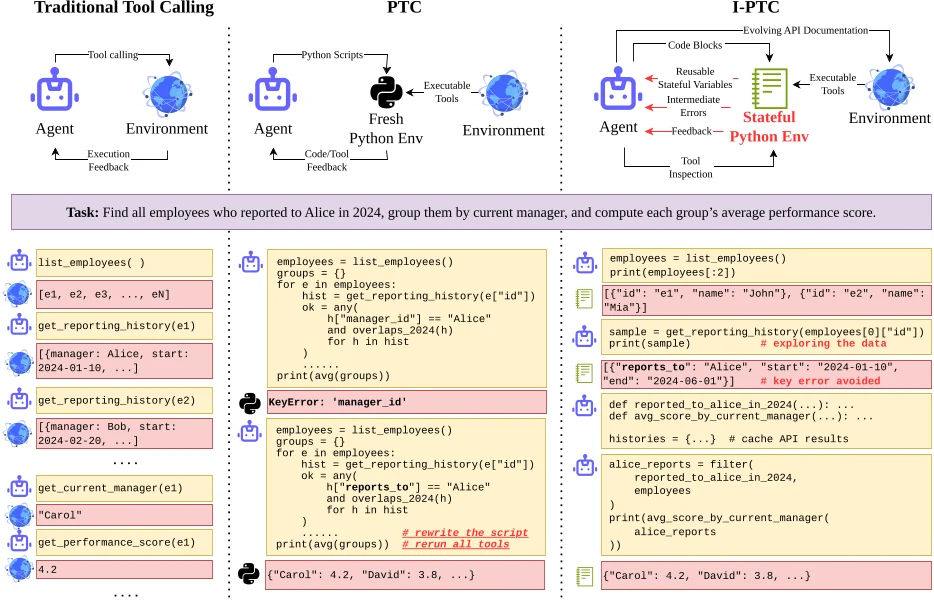 Traditional Tool Calling
Tool calling
Agent
Environment
Execution
Feedback
PTC
Python Scripts
Executable
Tools
Agent
Fresh
Python Env
Environment
Code/Tool
Feedback
I-PTC
Evolving API Documentation
Code Blocks
Reusable
Stateful Variables
Intermediate
Errors
Feedback
Executable
Tools
Agent
Stateful
Python Env
Environment
Tool
Inspection
Task: Find all employees who reported to Alice in 2024, group them by current manager, and compute each group's average performance score.
list_employees( )
[e1, e2, e3, ..., eN]
get_reporting_history(e1)
[{manager: Alice, start:
2024-01-10, ...]
get_reporting_history(e2)
[{manager: Bob, start:
2024-02-20, ...]
....
get_current_manager(e1)
"Carol"
get_performance_score(e1)
4.2
....
employees = list_employees()
groups = {}
for e in employees:
hist = get_reporting_history(e["id"])
ok = any(
h["manager_id"] == "Alice"
and overlaps_2024(h)
for h in hist
)
......
print(avg(groups))
KeyError: 'manager_id'
employees = list_employees()
groups = {}
for e in employees:
hist = get_reporting_history(e["id"])
ok = any(
h["reports_to"] == "Alice"
and overlaps_2024(h)
for h in hist
)
...... # rewrite the script
print(avg(groups)) # rerun all tools
{"Carol": 4.2, "David": 3.8, ...}
employees = list_employees()
print(employees[:2])
[{"id": "e1", "name": "John"}, {"id": "e2", "name":
"Mia"}]
sample = get_reporting_history(employees[0]["id"])
print(sample) # exploring the data
[{"reports_to": "Alice", "start": "2024-01-10",
"end": "2024-06-01"}] # key error avoided
def reported_to_alice_in_2024(...): ...
def avg_score_by_current_manager(...): ...
histories = {...} # cache API results
alice_reports = filter(
reported_to_alice_in_2024,
employees
)
print(avg_score_by_current_manager(
alice_reports
))
{"Carol": 4.2, "David": 3.8, ...}